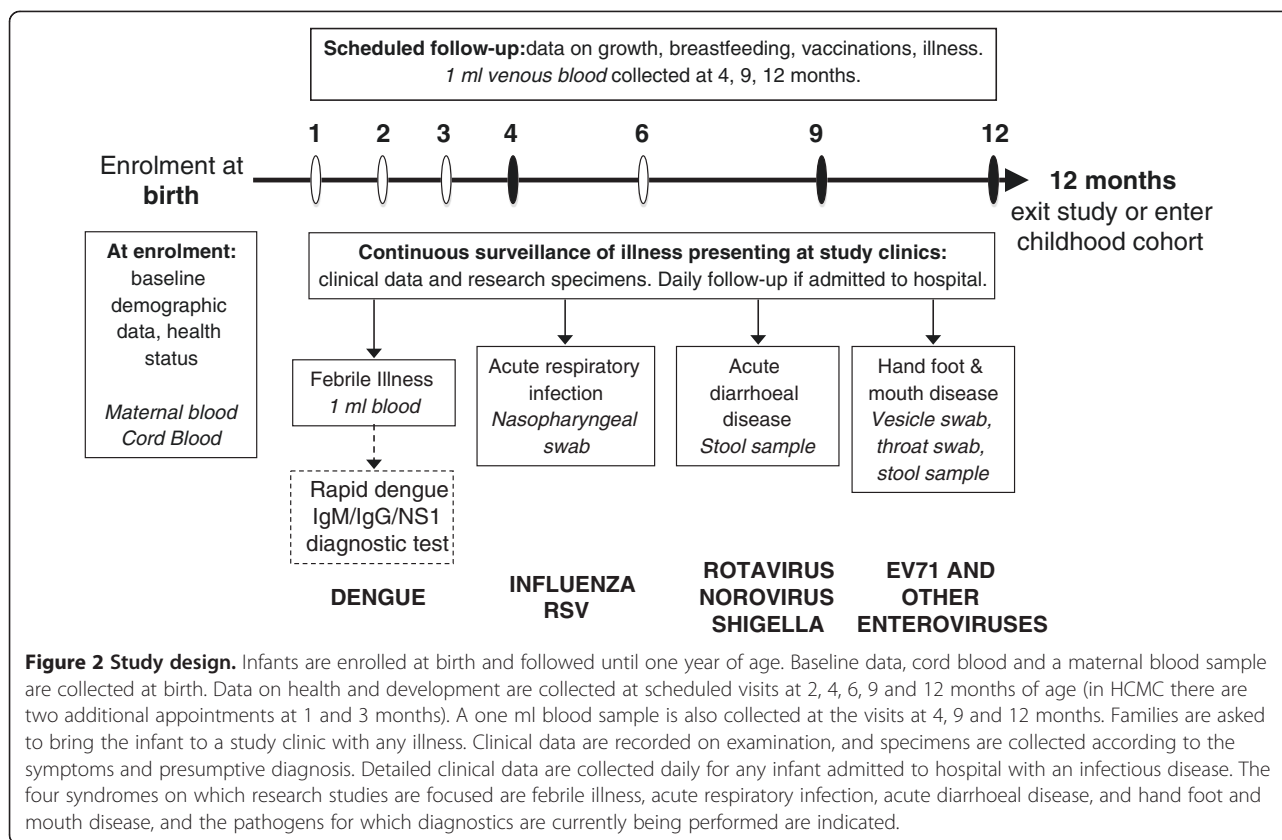 Scheduled follow-up:data on growth, breastfeeding, vaccinations, illness.
1 ml venous blood collected at 4, 9, 12 months.
1 2 3 4 6 9 12
Enrolment at
birth
12 months
exit study or enter
childhood cohort
At enrolment:
baseline
demographic
data, health
status
Maternal blood
Cord Blood
Continuous surveillance of illness presenting at study clinics:
clinical data and research specimens. Daily follow-up if admitted to hospital.
Febrile Illness
1 ml blood
Rapid dengue
IgM/IgG/NS1
diagnostic test
DENGUE
Acute respiratory
infection
Nasopharyngeal
swab
INFLUENZA
RSV
Acute
diarrhoeal
disease
Stool sample
ROTAVIRUS
NOROVIRUS
SHIGELLA
Hand foot &
mouth disease
Vesicle swab,
throat swab,
stool sample
EV71 AND
OTHER
ENTEROVIRUSES
Figure 2 Study design. Infants are enrolled at birth and followed until one year of age. Baseline data, cord blood and a maternal blood sample
are collected at birth. Data on health and development are collected at scheduled visits at 2, 4, 6, 9 and 12 months of age (in HCMC there are
two additional appointments at 1 and 3 months). A one ml blood sample is also collected at the visits at 4, 9 and 12 months. Families are asked
to bring the infant to a study clinic with any illness. Clinical data are recorded on examination, and specimens are collected according to the
symptoms and presumptive diagnosis. Detailed clinical data are collected daily for any infant admitted to hospital with an infectious disease. The
four syndromes on which research studies are focused are febrile illness, acute respiratory infection, acute diarrhoeal disease, and hand foot and
mouth disease, and the pathogens for which diagnostics are currently being performed are indicated.